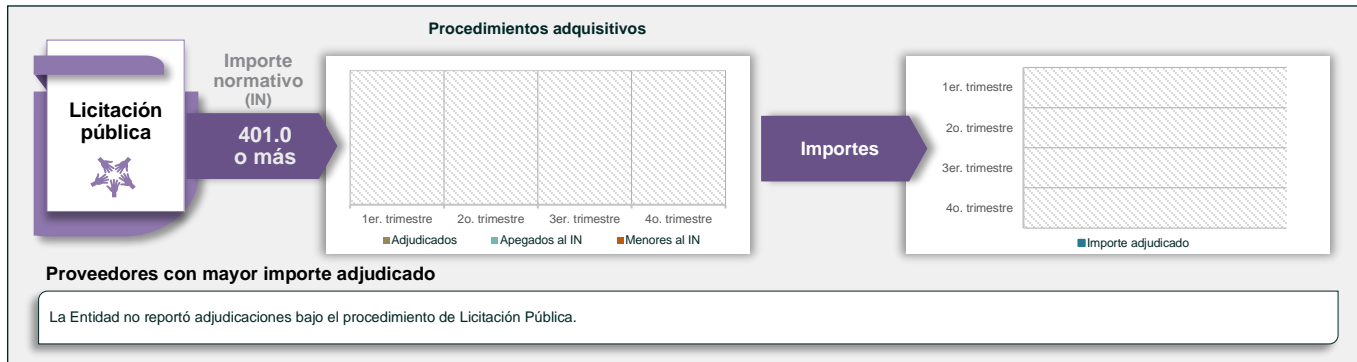 Procedimientos adquisitivos
Licitación
pública
Importe
normativo
(IN)
401.0
o más
1er. trimestre 2o. trimestre 3er. trimestre 4o. trimestre
Adjudicados Apegados al IN Menores al IN
Importes
1er. trimestre
2o. trimestre
3er. trimestre
4o. trimestre
Importe adjudicado
Proveedores con mayor importe adjudicado
La Entidad no reportó adjudicaciones bajo el procedimiento de Licitación Pública.